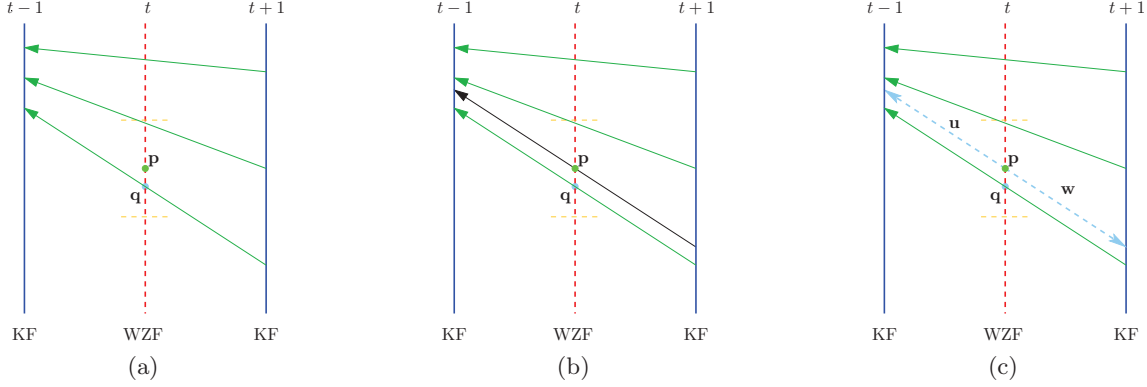 t − 1 t t + 1
p
q
KF WZF KF
(a)
t − 1 t t + 1
p
q
KF WZF KF
(b)
t − 1 t t + 1
u
p
q
w
KF WZF KF
(c)